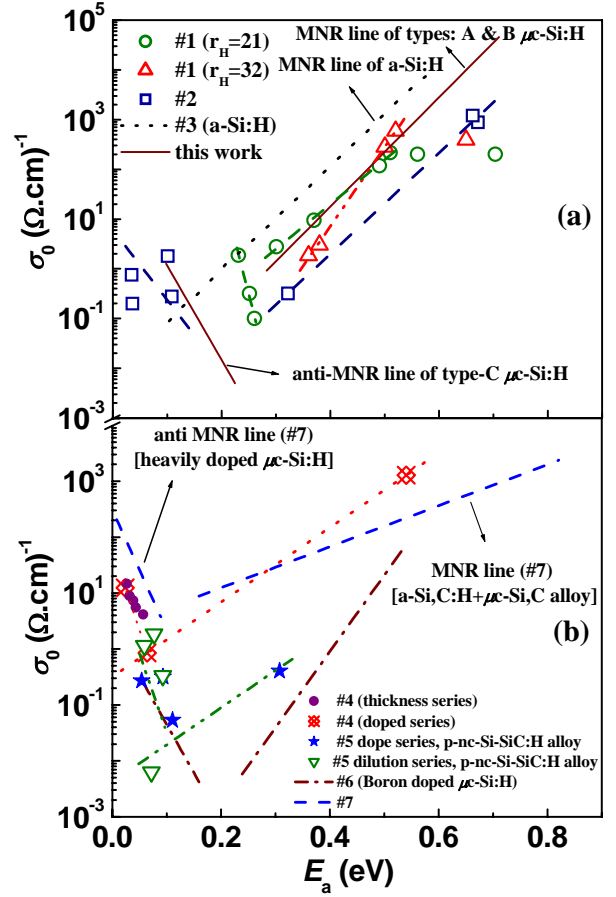 MNR line of types: A & B μc-Si:H
MNR line of a-Si:H
#1 (rH=21)
#1 (rH=32)
#2
#3 (a-Si:H)
this work
(a)
anti-MNR line of type-C μc-Si:H
10^5
10^3
10^1
10^-1
10^-3
σ0 (Ω.cm)^-1
anti MNR line (#7)
[heavily doped μc-Si:H]
MNR line (#7)
[a-Si,C:H+μc-Si,C alloy]
(b)
#4 (thickness series)
#4 (doped series)
#5 dope series, p-nc-Si-SiC:H alloy
#5 dilution series, p-nc-Si-SiC:H alloy
#6 (Boron doped μc-Si:H)
#7
10^3
10^1
10^-1
10^-3
σ0 (Ω.cm)^-1
0.0 0.2 0.4 0.6 0.8
Ea (eV)